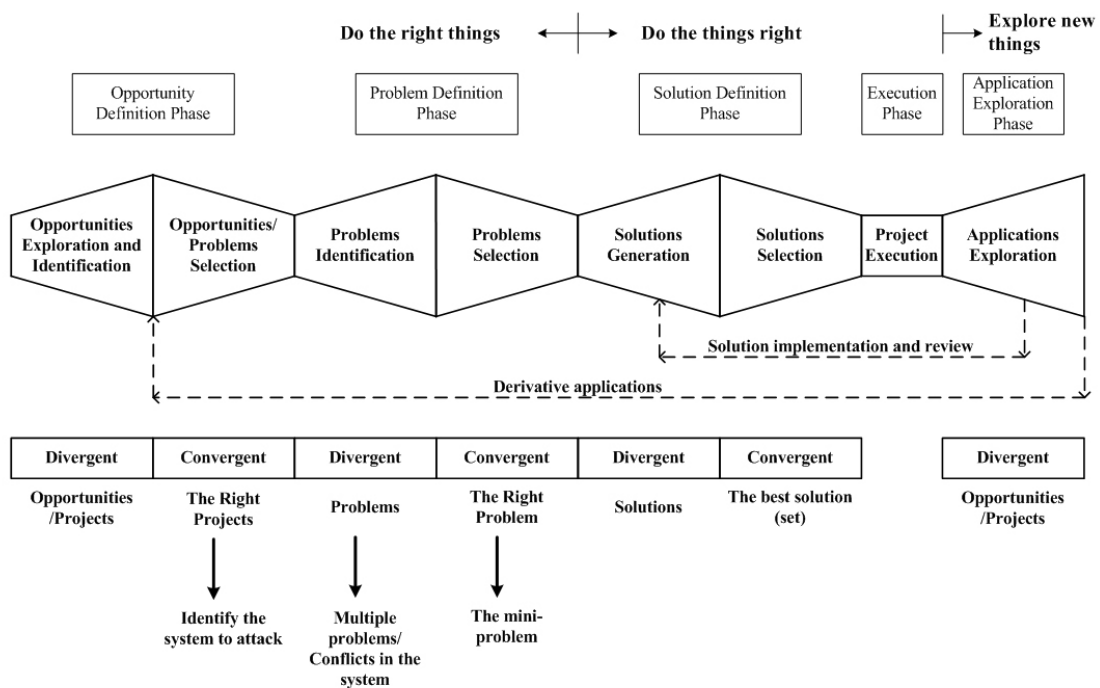 Do the right things
Do the things right
Explore new
things
Opportunity
Definition Phase
Problem Definition
Phase
Solution Definition
Phase
Execution
Phase
Application
Exploration
Phase
Opportunities
Exploration and
Identification
Opportunities/
Problems
Selection
Problems
Identification
Problems
Selection
Solutions
Generation
Solutions
Selection
Project
Execution
Applications
Exploration
Solution implementation and review
Derivative applications
Divergent
Convergent
Divergent
Convergent
Divergent
Convergent
Divergent
Opportunities
/Projects
The Right
Projects
Problems
The Right
Problem
Solutions
The best solution
(set)
Opportunities
/Projects
Identify the
system to attack
Multiple
problems/
Conflicts in the
system
The mini-
problem